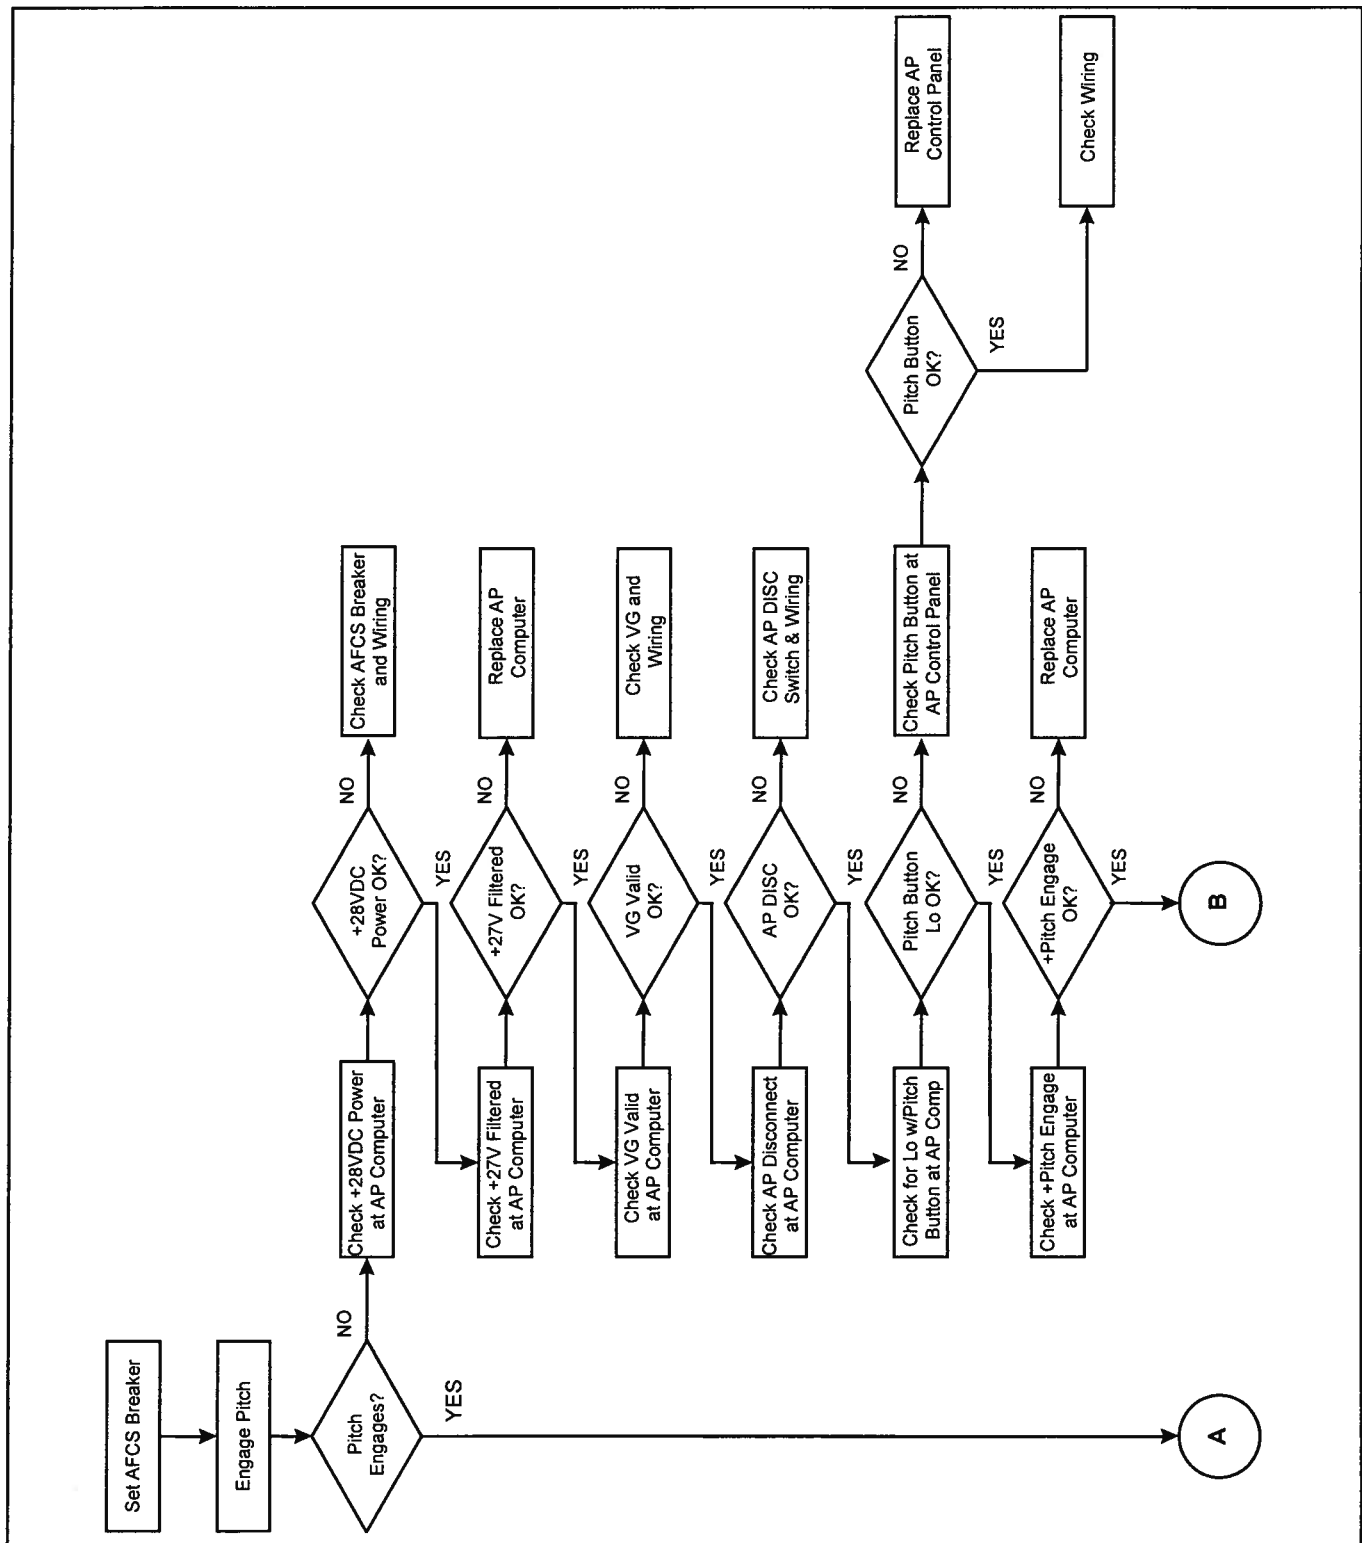 Set AFCS Breaker
Engage Pitch
Pitch
Engages?
NO
YES
A
Check +28VDC Power
at AP Computer
+28VDC
Power OK?
NO
Check AFCS Breaker
and Wiring
YES
Check +27V Filtered
at AP Computer
+27V Filtered
OK?
NO
Replace AP
Computer
YES
Check VG Valid
at AP Computer
VG Valid
OK?
NO
Check VG and
Wiring
YES
Check AP Disconnect
at AP Computer
AP DISC
OK?
NO
Check AP DISC
Switch & Wiring
YES
Check for Lo w/Pitch
Button at AP Comp
Pitch Button
Lo OK?
NO
Check Pitch Button at
AP Control Panel
Pitch Button
OK?
NO
Replace AP
Control Panel
YES
Check Wiring
YES
Check +Pitch Engage
at AP Computer
+Pitch Engage
OK?
NO
Replace AP
Computer
YES
B